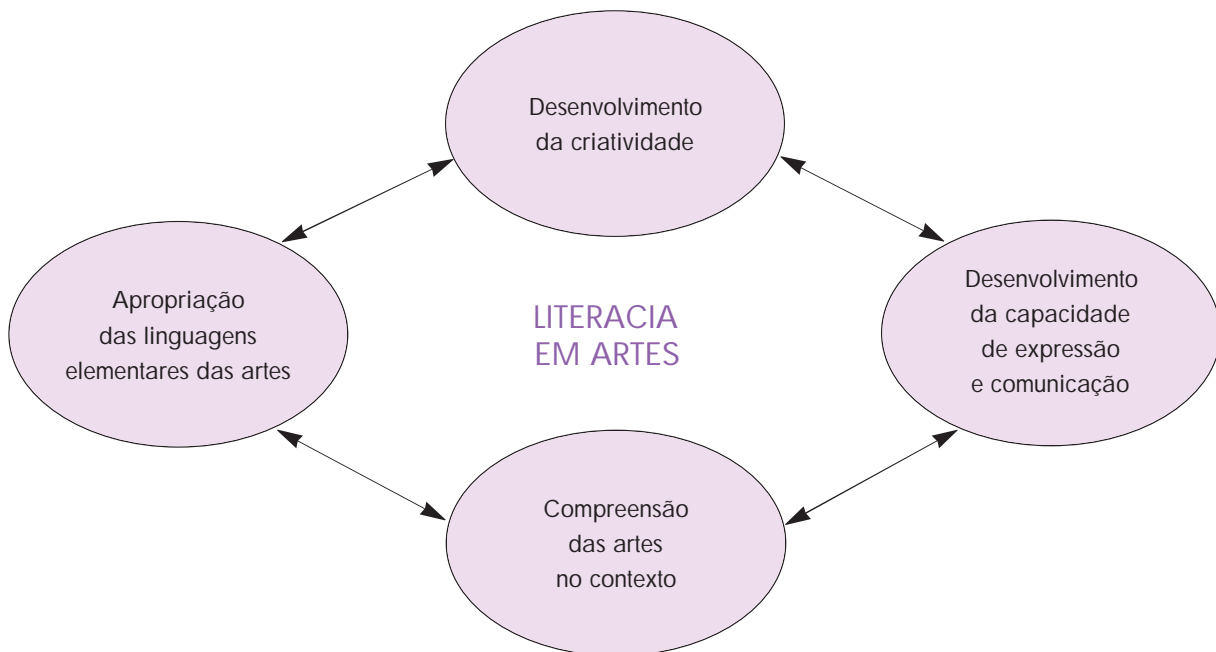 Desenvolvimento
da criatividade
Apropriação
das linguagens
elementares das artes
LITERACIA
EM ARTES
Desenvolvimento
da capacidade
de expressão
e comunicação
Compreensão
das artes
no contexto